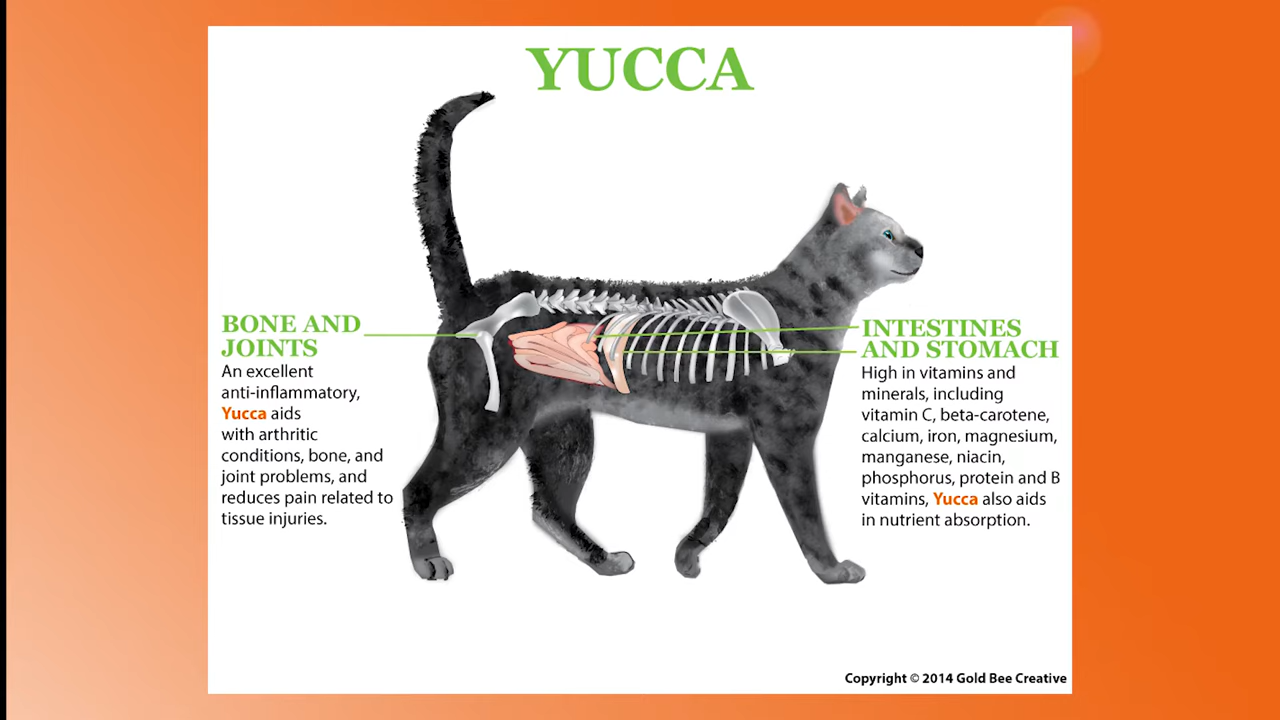 YUCCA
BONE AND
JOINTS
An excellent
anti-inflammatory,
Yucca aids
with arthritic
conditions, bone, and
joint problems, and
reduces pain related to
tissue injuries.
INTESTINES
AND STOMACH
High in vitamins and
minerals, including
vitamin C, beta-carotene,
calcium, iron, magnesium,
manganese, niacin,
phosphorus, protein and B
vitamins, Yucca also aids
in nutrient absorption.
Copyright © 2014 Gold Bee Creative